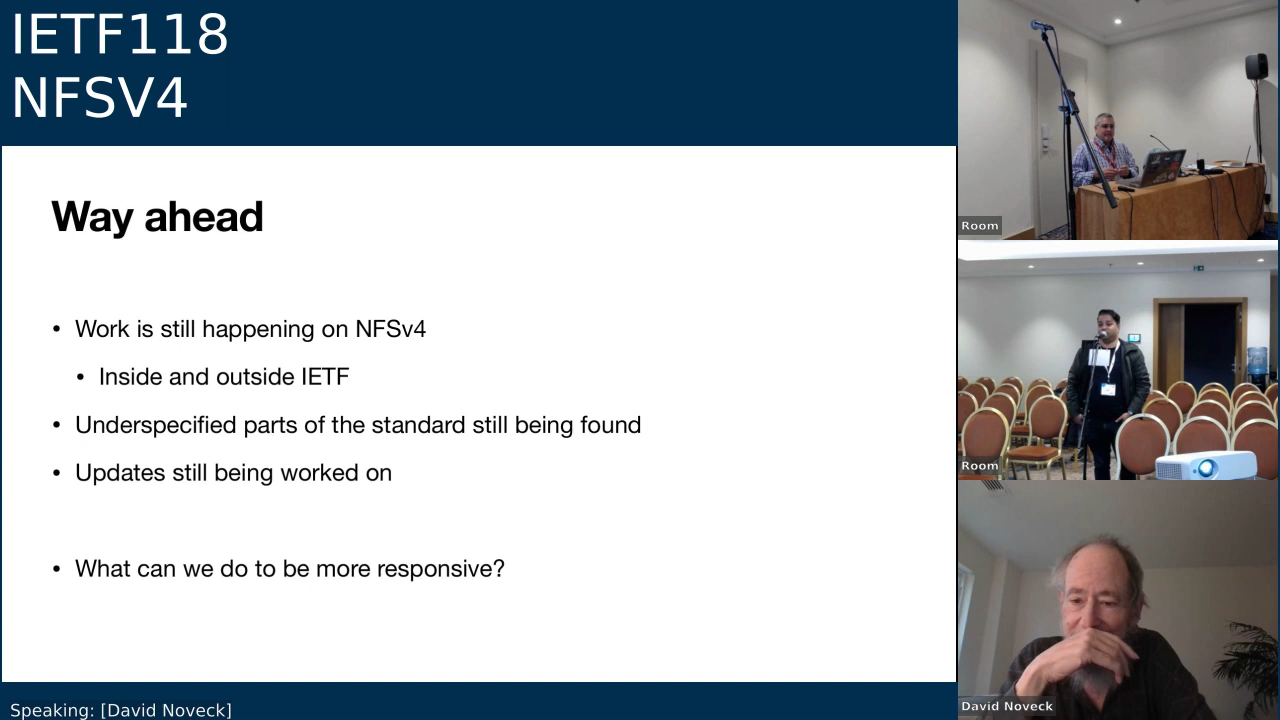 IETF118
NFSV4
Way ahead
• Work is still happening on NFSv4
• Inside and outside IETF
• Underspecified parts of the standard still being found
• Updates still being worked on
• What can we do to be more responsive?
Speaking: [David Noveck]
Room
Room
David Noveck